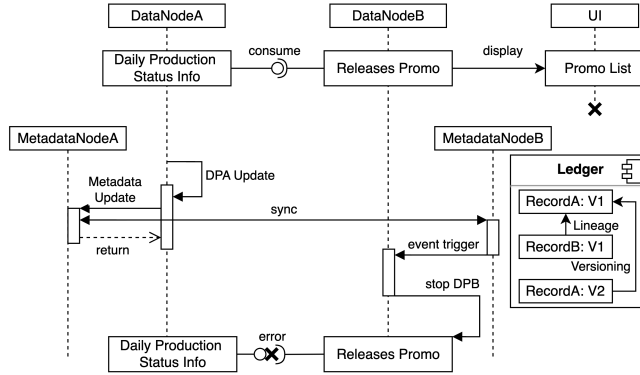 DataNodeA
DataNodeB
UI
Daily Production
Status Info
consume
Releases Promo
display
Promo List
MetadataNodeA
MetadataNodeB
DPA Update
Metadata
Update
sync
return
event trigger
stop DPB
Ledger
RecordA: V1
Lineage
RecordB: V1
Versioning
RecordA: V2
Daily Production
Status Info
error
Releases Promo